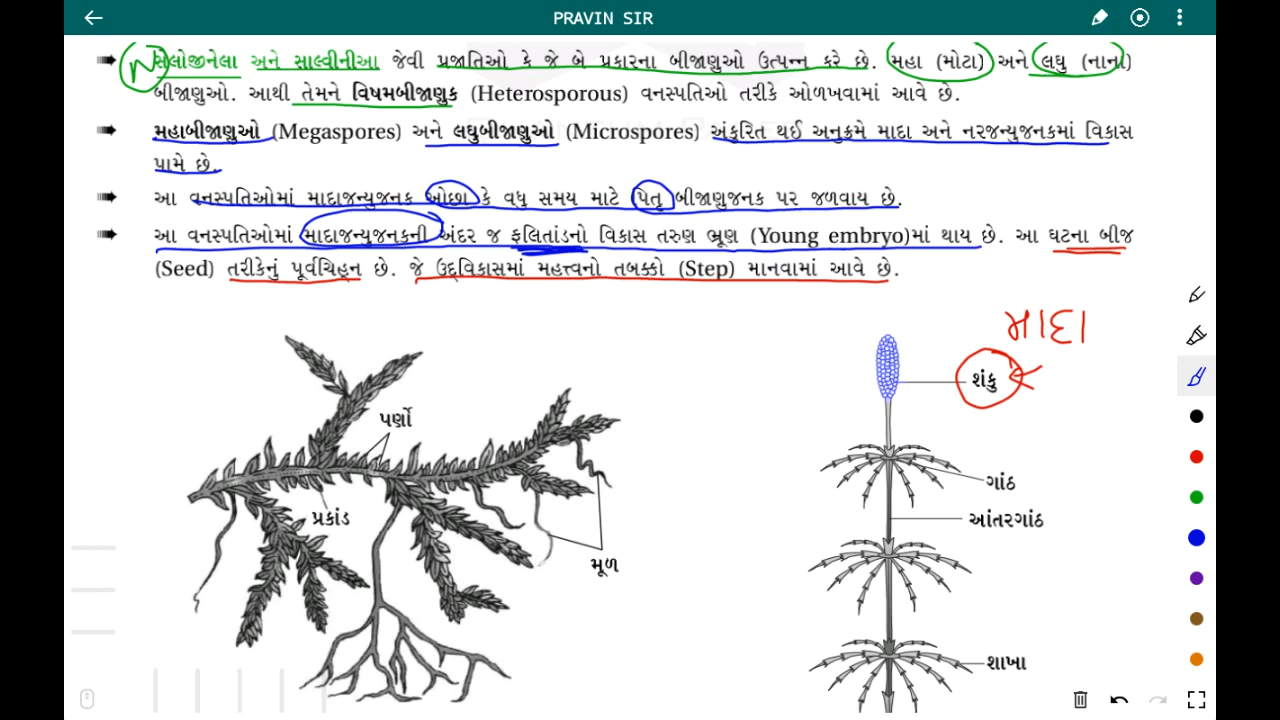 PRAVIN SIR
સેલોજીનેલા અને સાલ્વીનીઆ જેવી પ્રજાતિઓ કે જે બે પ્રકારના બીજાણુઓ ઉત્પન્ન કરે છે. મહા (મોટા) અને લઘુ (નાના)
બીજાણુઓ. આથી તેમને વિષમબીજાણુક (Heterosporous) વનસ્પતિઓ તરીકે ઓળખવામાં આવે છે.
મહાબીજાણુઓ (Megaspores) અને લઘુબીજાણુઓ (Microspores) અંકુરિત થઈ અનુક્રમે માદા અને નરજન્યુજનકમાં વિકાસ
પામે છે.
આ વનસ્પતિઓમાં માદાજન્યુજનક ઓછા કે વધુ સમય માટે પિતૃ બીજાણુજનક પર જળવાય છે.
આ વનસ્પતિઓમાં માદાજન્યુજનકની અંદર જ ફલિતાંડનો વિકાસ તરુણ ભ્રૂણ (Young embryo)માં થાય છે. આ ઘટના બીજ
(Seed) તરીકેનું પૂર્વચિહ્ન છે. જે ઉદ્‌વિકાસમાં મહત્ત્વનો તબક્કો (Step) માનવામાં આવે છે.
માદા
શંકુ
પર્ણો
ગાંઠ
પ્રકાંડ
આંતરગાંઠ
મૂળ
શાખા